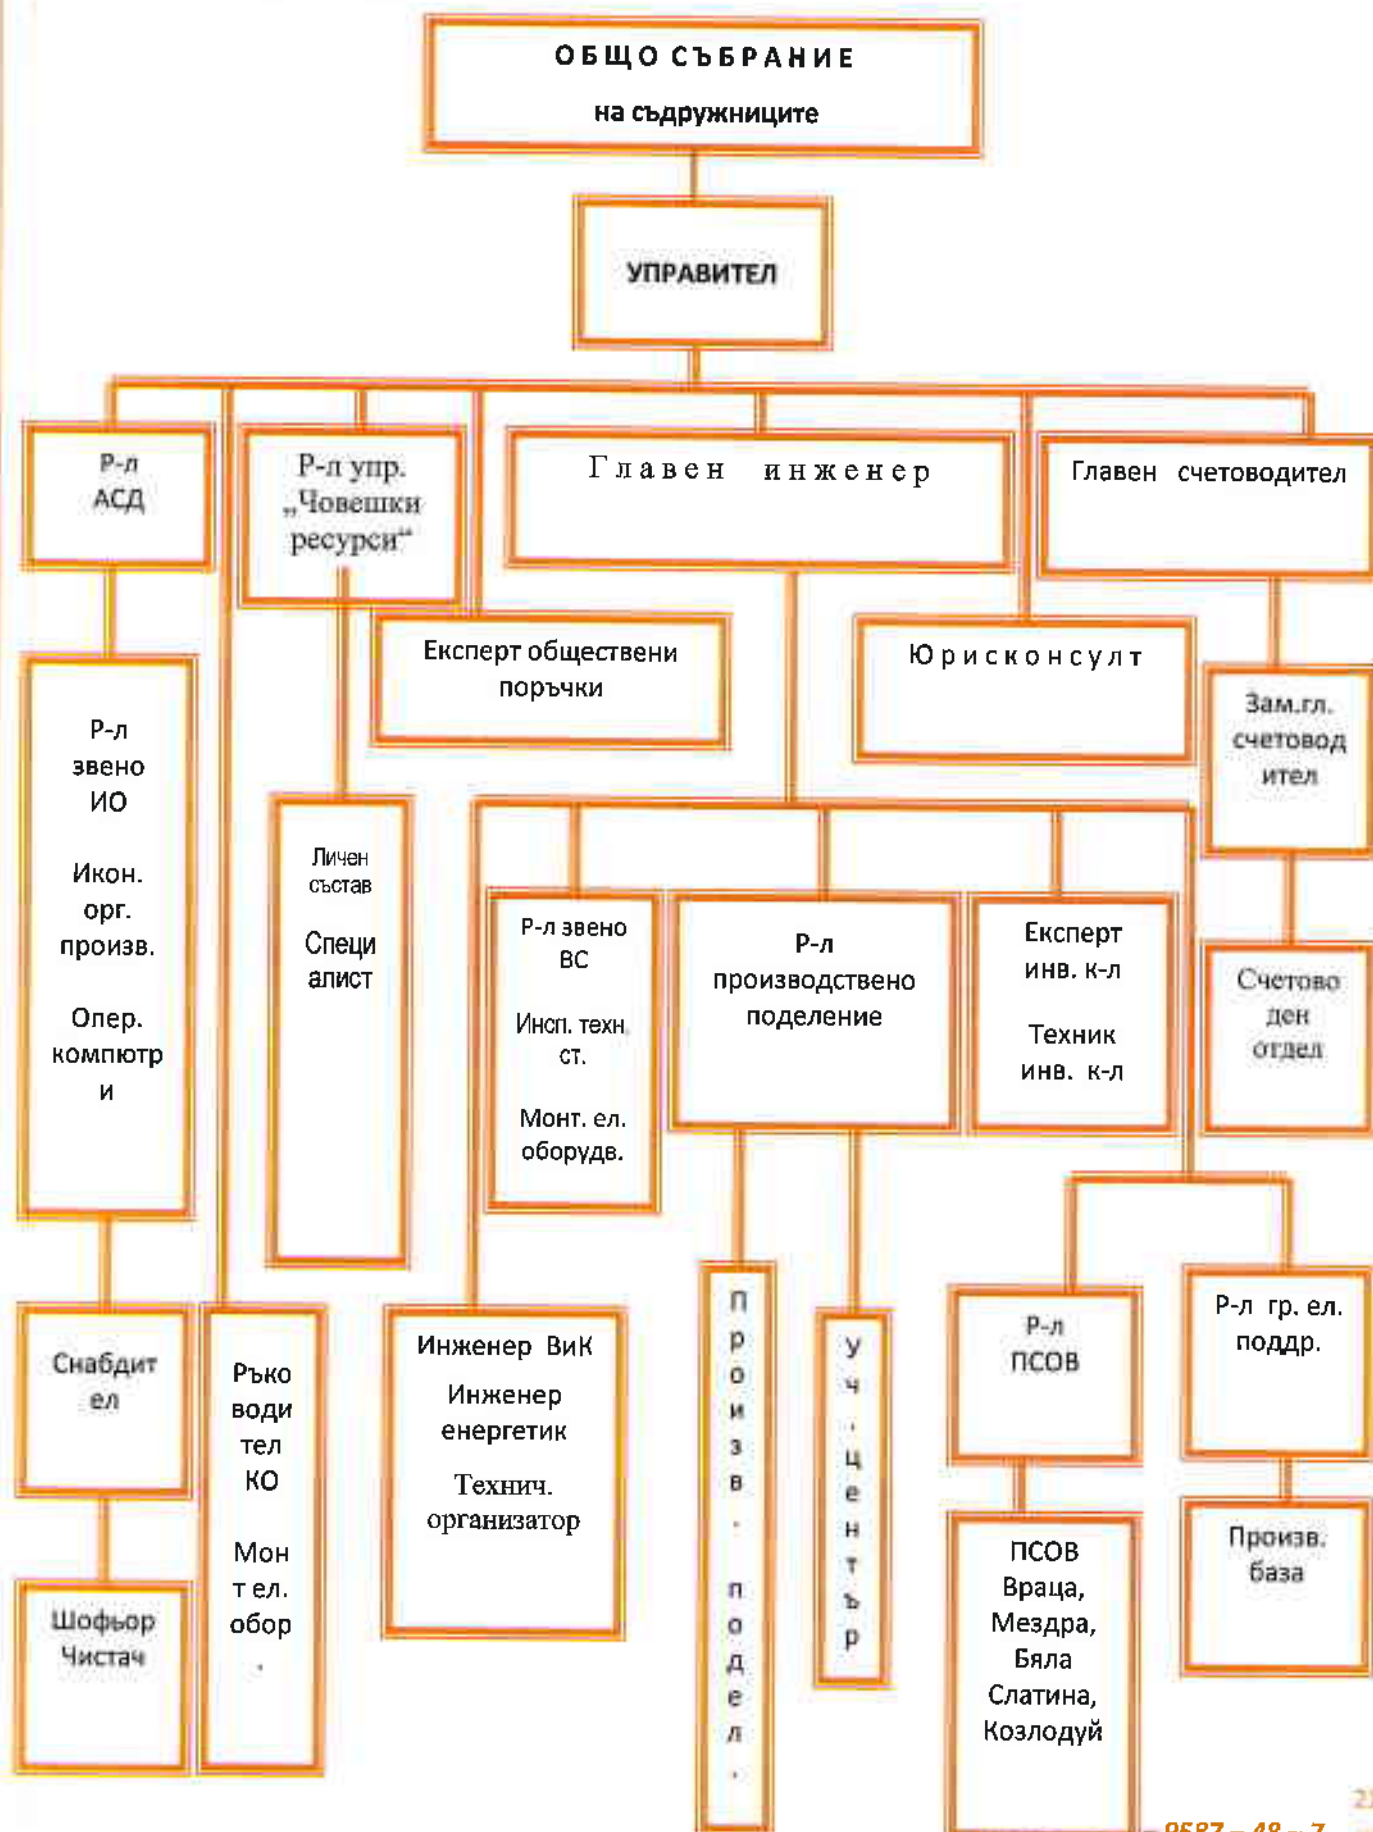 ОБЩО СЪБРАНИЕ
на съдружниците
УПРАВИТЕЛ
Р-л
АСД
Р-л упр.
„Човешки
ресурси“
Главен инженер
Главен счетоводител
Експерт обществени
поръчки
Юрисконсулт
Р-л
звено
ИО
Икон.
орг.
произв.
Опер.
компютр
и
Личен
състав
Специ
алист
Зам.гл.
счетовод
ител
Р-л звено
ВС
Инсп. техн.
ст.
Монт. ел.
оборудв.
Р-л
производствено
поделение
Експерт
инв. к-л
Техник
инв. к-л
Счетово
ден
отдел
Снабдит
ел
Ръко
води
тел
КО
Мон
т ел.
обор
.
Инженер ВиК
Инженер
енергетик
Технич.
организатор
Произв. подел.
Уч.център
Р-л
ПСОВ
Р-л гр. ел.
поддр.
Шофьор
Чистач
ПСОВ
Враца,
Мездра,
Бяла
Слатина,
Козлодуй
Произв.
база